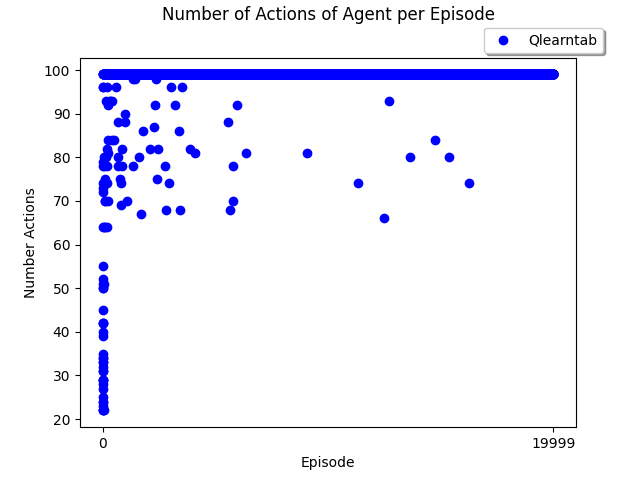 Number of Actions of Agent per Episode
Qlearntab
100
90
80
70
60
50
40
30
20
Number Actions
0 19999
Episode